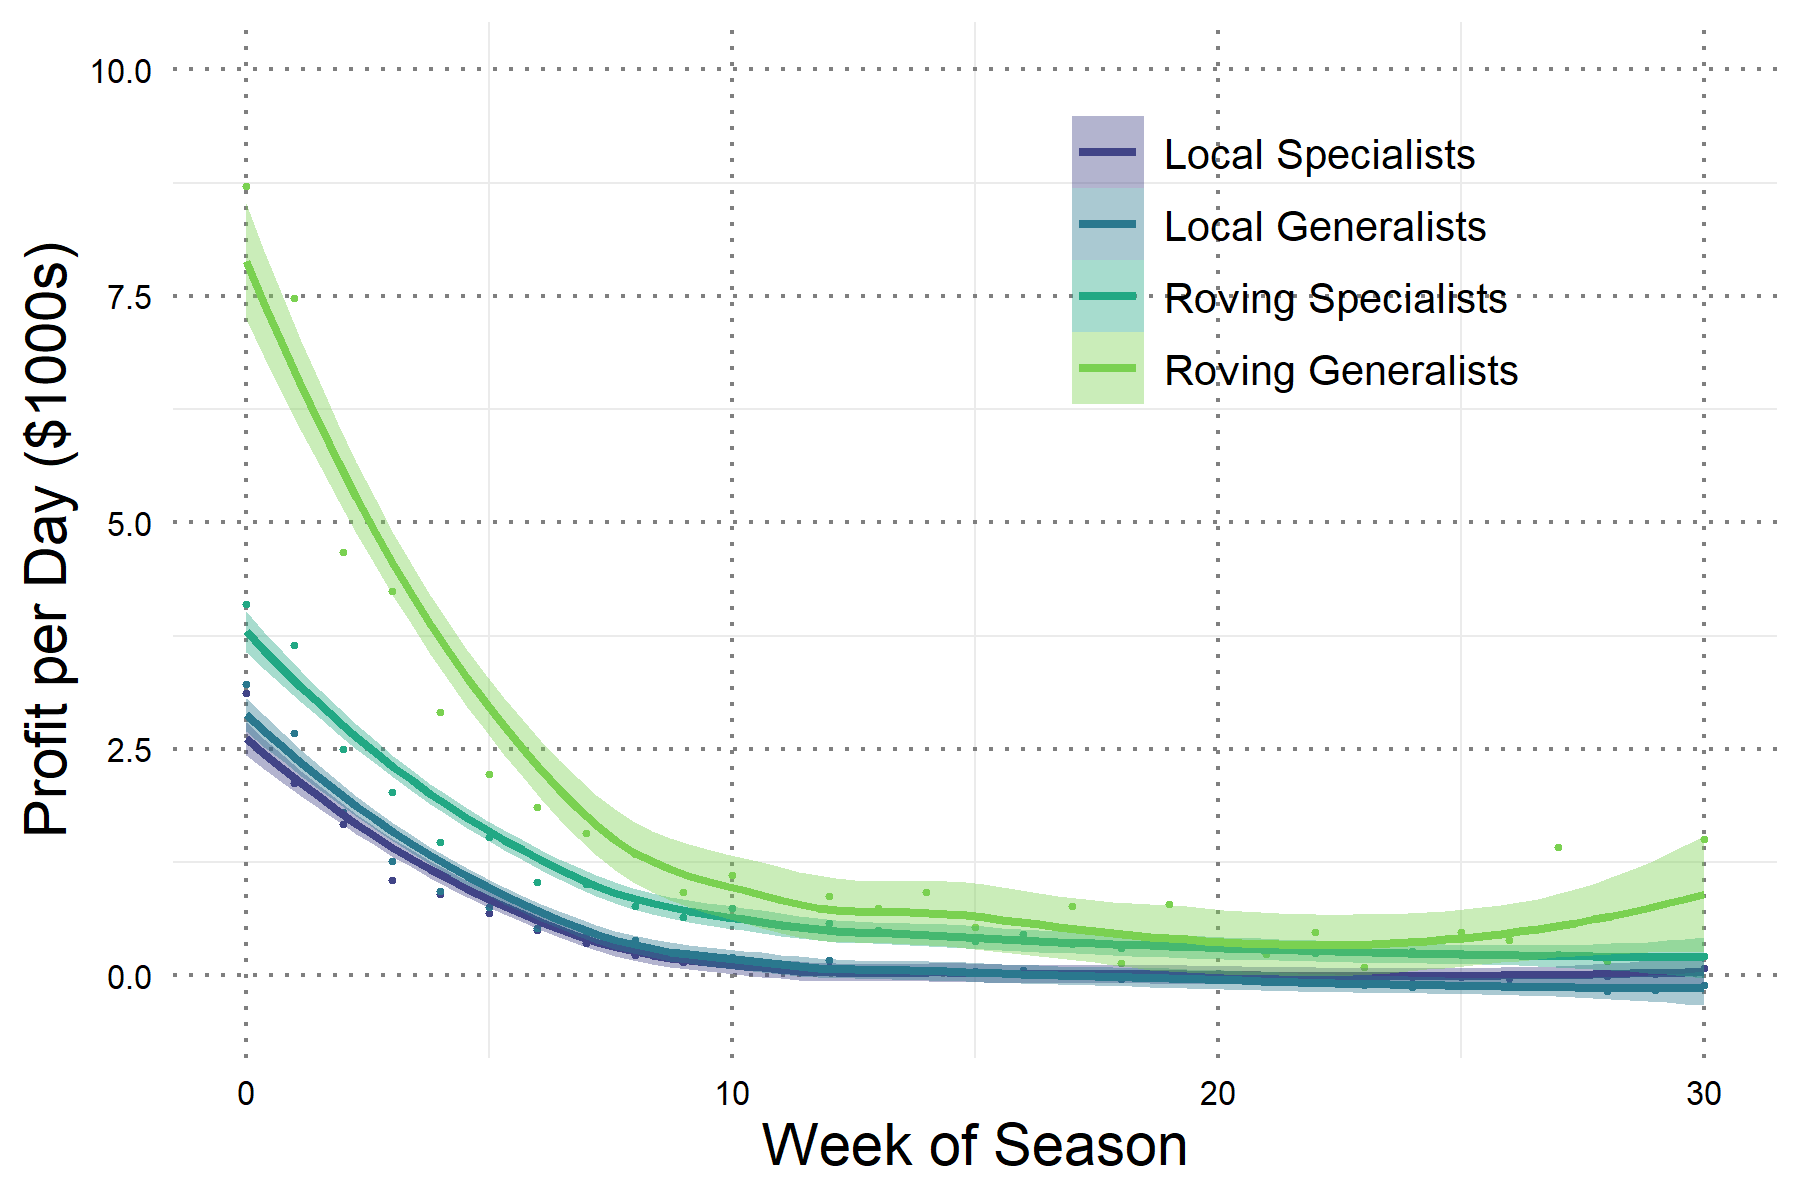 10.0
7.5
5.0
2.5
0.0
Profit per Day ($1000s)
Local Specialists
Local Generalists
Roving Specialists
Roving Generalists
0 10 20 30
Week of Season